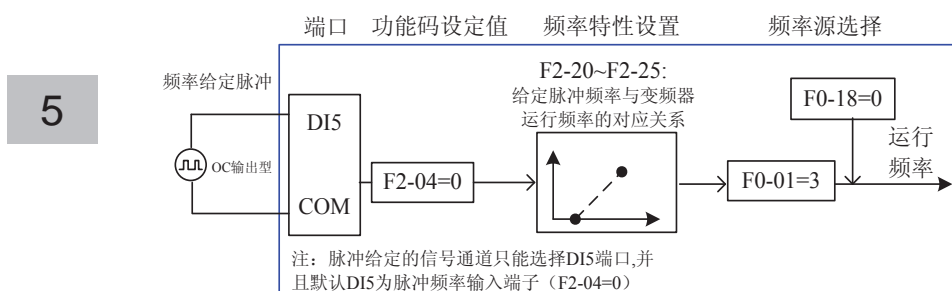 端口 功能码设定值 频率特性设置 频率源选择
5
频率给定脉冲
OC输出型
DI5
COM
F2-04=0
F2-20~F2-25:
给定脉冲频率与变频器
运行频率的对应关系
F0-18=0
F0-01=3
运行
频率
注：脉冲给定的信号通道只能选择DI5端口,并
且默认DI5为脉冲频率输入端子（F2-04=0）